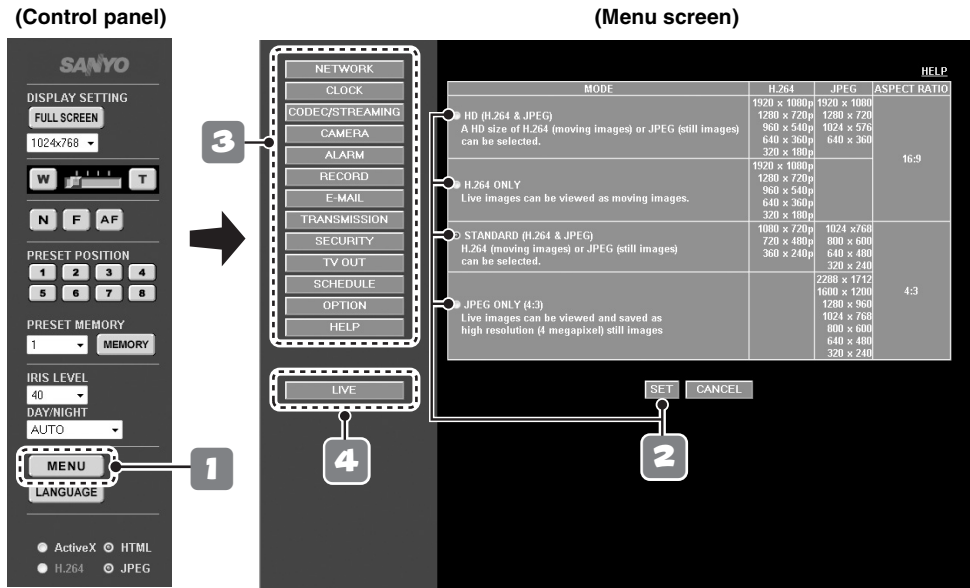 (Control panel)
(Menu screen)
SANYO
DISPLAY SETTING
FULL SCREEN
1024x768
W T
N F AF
PRESET POSITION
1 2 3 4
5 6 7 8
PRESET MEMORY
1 MEMORY
IRIS LEVEL
40
DAY/NIGHT
AUTO
MENU
LANGUAGE
ActiveX HTML
H.264 JPEG
1
3
NETWORK
CLOCK
CODEC/STREAMING
CAMERA
ALARM
RECORD
E-MAIL
TRANSMISSION
SECURITY
TV OUT
SCHEDULE
OPTION
HELP
LIVE
4
HELP
MODE H.264 JPEG ASPECT RATIO
HD (H.264 & JPEG)
A HD size of H.264 (moving images) or JPEG (still images)
can be selected.
1920 x 1080p 1920 x 1080
1280 x 720p 1280 x 720
960 x 540p 1024 x 576
640 x 360p 640 x 360
320 x 180p
16:9
H.264 ONLY
Live images can be viewed as moving images.
1920 x 1080p
1280 x 720p
960 x 540p
640 x 360p
320 x 180p
STANDARD (H.264 & JPEG)
H.264 (moving images) or JPEG (still images)
can be selected.
1080 x 720p 1024 x768
720 x 480p 800 x 600
360 x 240p 640 x 480
320 x 240
4:3
JPEG ONLY (4:3)
Live images can be viewed and saved as
high resolution (4 megapixel) still images
2288 x 1712
1600 x 1200
1280 x 960
1024 x 768
800 x 600
640 x 480
320 x 240
SET CANCEL
2